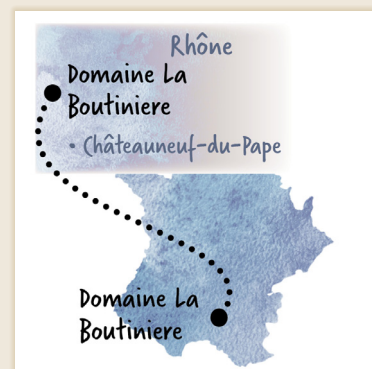 Rhône
Domaine La
Boutiniere
• Châteauneuf-du-Pape
Domaine La
Boutiniere